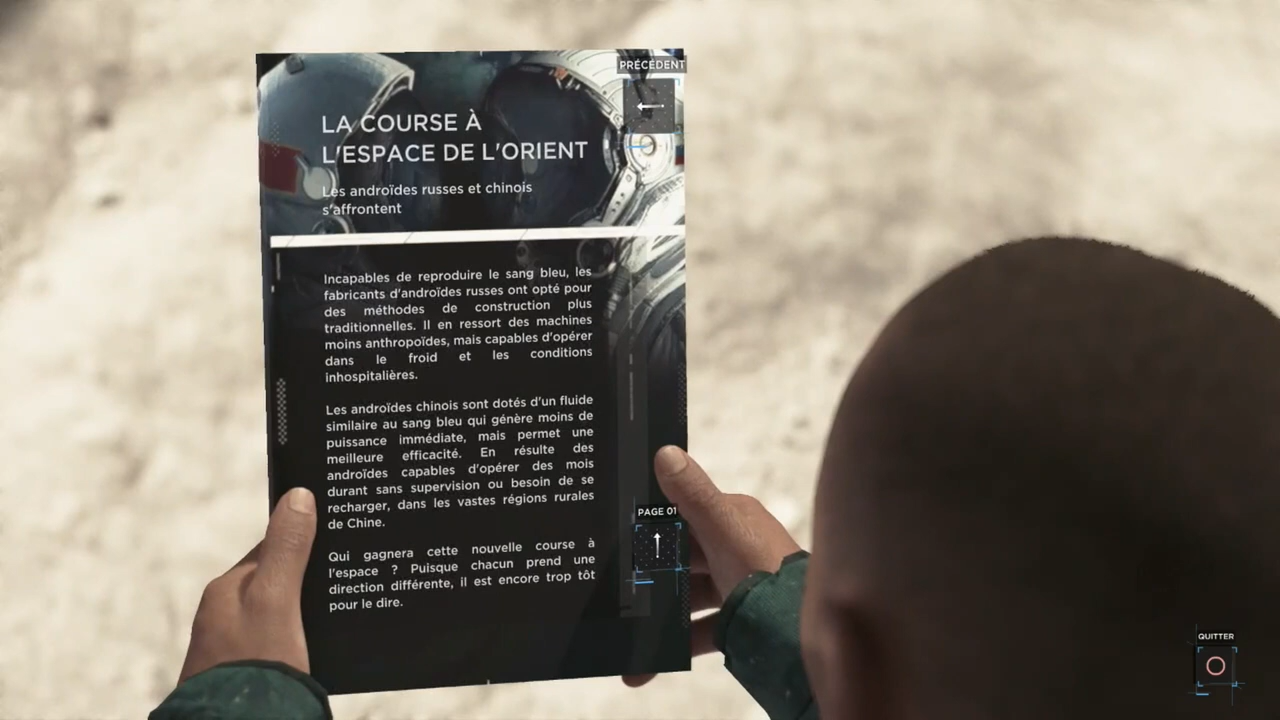 PRÉCÉDENT
LA COURSE À
L'ESPACE DE L'ORIENT
Les androïdes russes et chinois
s'affrontent
Incapables de reproduire le sang bleu, les
fabricants d'androïdes russes ont opté pour
des méthodes de construction plus
traditionnelles. Il en ressort des machines
moins anthropoïdes, mais capables d'opérer
dans le froid et les conditions
inhospitalières.
Les androïdes chinois sont dotés d'un fluide
similaire au sang bleu qui génère moins de
puissance immédiate, mais permet une
meilleure efficacité. En résulte des
androïdes capables d'opérer des mois
durant sans supervision ou besoin de se
recharger, dans les vastes régions rurales
de Chine.
Qui gagnera cette nouvelle course à
l'espace ? Puisque chacun prend une
direction différente, il est encore trop tôt
pour le dire.
PAGE 01
QUITTER